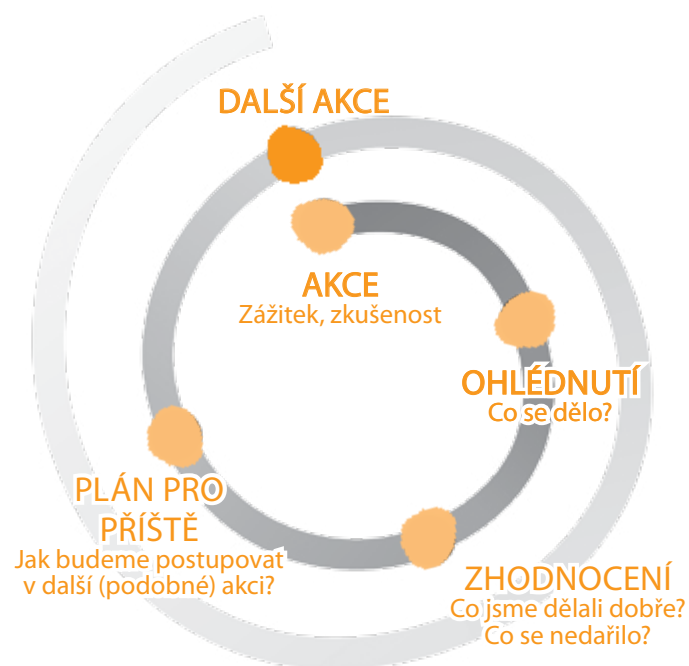 DALŠÍ AKCE
AKCE
Zážitek, zkušenost
OHLÉDNUTÍ
Co se dělo?
ZHODNOCENÍ
Co jsme dělali dobře?
Co se nedařilo?
PLÁN PRO
PŘÍŠTĚ
Jak budeme postupovat
v další (podobné) akci?